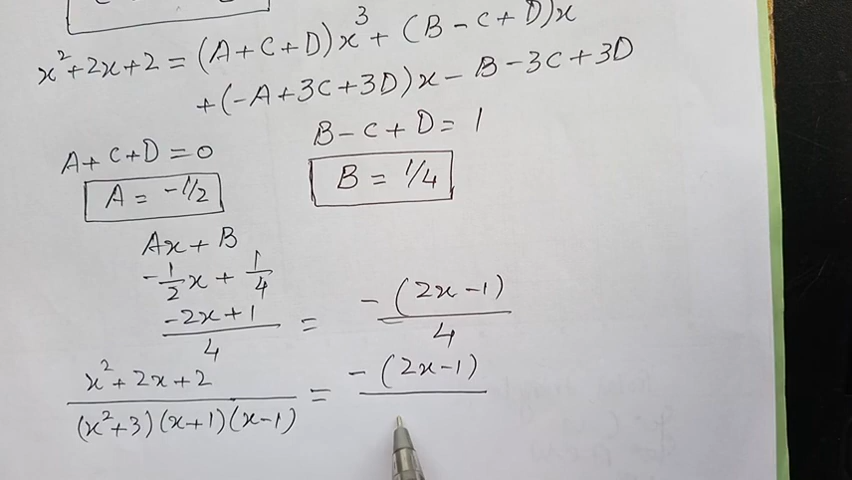 x²+2x+2 = (A+C+D)x³+ (B-C+D)x
+(-A+3C+3D)x - B-3C+3D
A+C+D=0 B-C+D=1
A = -1/2 B = 1/4
Ax+B
-1/2x + 1/4
(-2x+1)/4 = -(2x-1)/4
(x²+2x+2)/((x²+3)(x+1)(x-1)) = -(2x-1)/